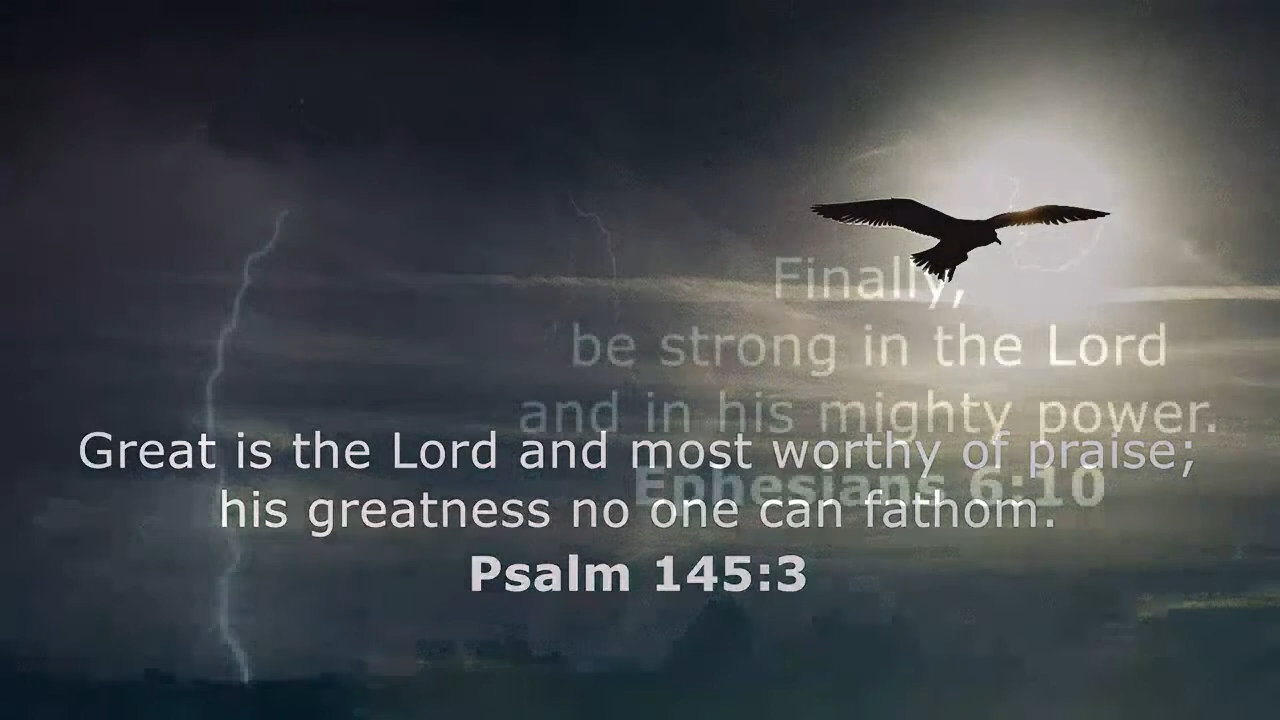 Finally,
be strong in the Lord
and in his mighty power.
Ephesians 6:10
Great is the Lord and most worthy of praise;
his greatness no one can fathom.
Psalm 145:3